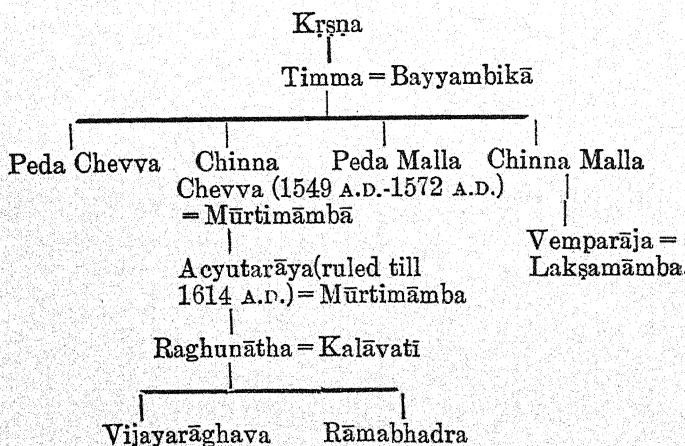 Kṛṣṇa
Timma = Bayyambikā
Peda Chevva Chinna Peda Malla Chinna Malla
Chevva (1549 A.D.-1572 A.D.)
= Mūrtimāmbā
Vemparāja =
Lakṣamāmba
Acyutarāya (ruled till
1614 A.D.) = Mūrtimāmba
Raghunātha = Kalāvatī
Vijayarāghava Rāmabhadra